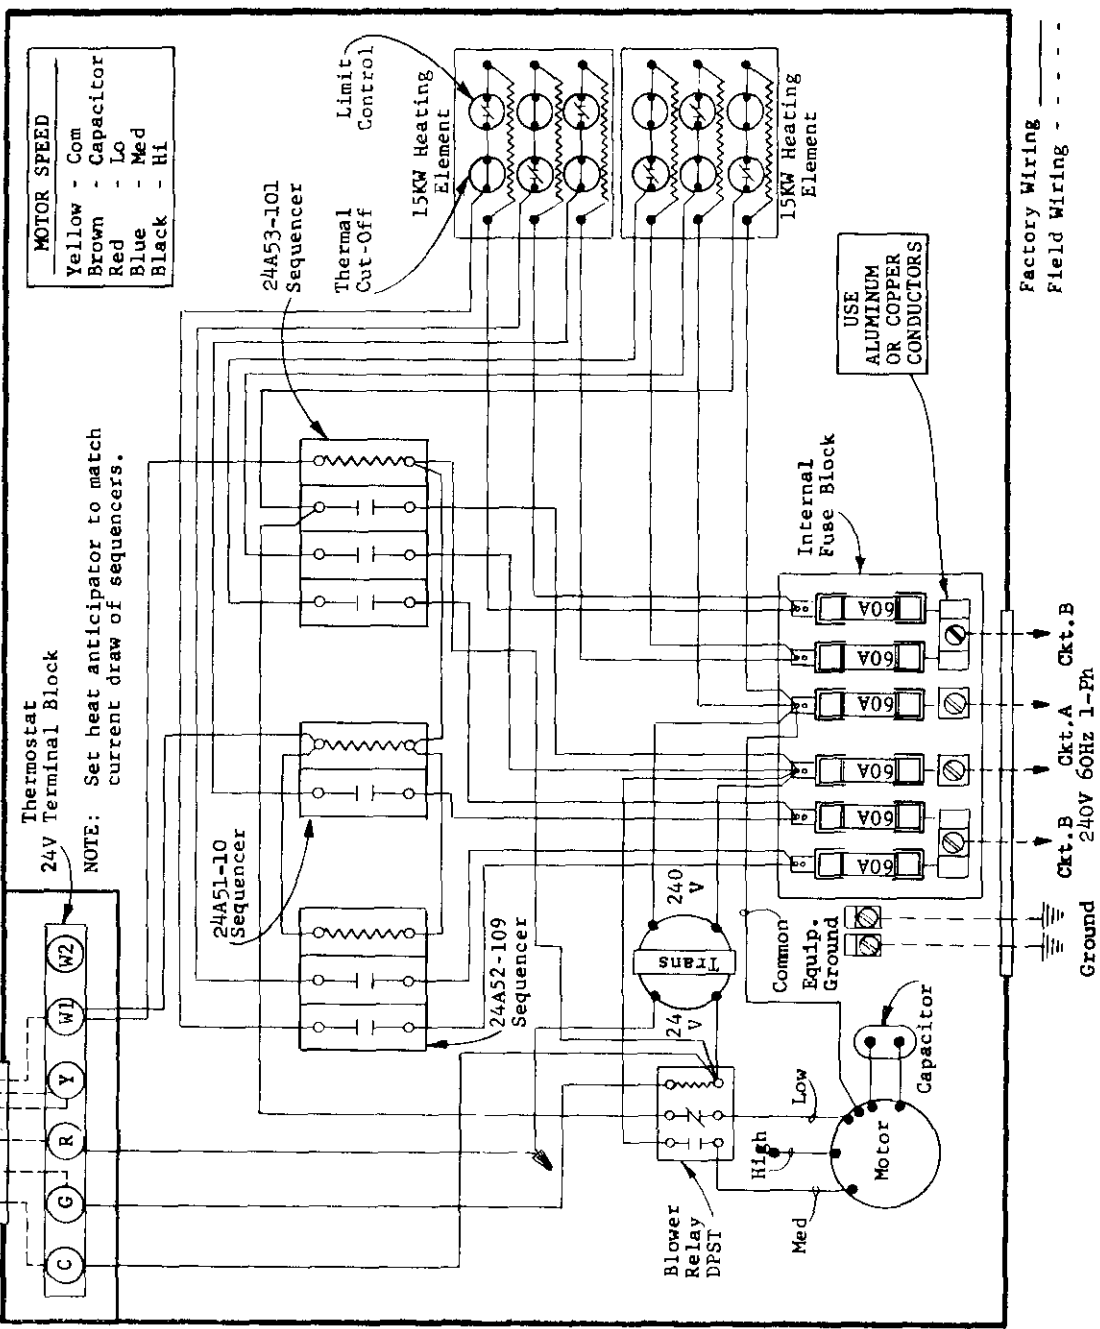 MOTOR SPEED
Yellow - Com
Brown - Capacitor
Red - Lo
Blue - Med
Black - Hi
Limit
Control
15KW Heating
Element
Thermal
Cut-Off
24A53-101
Sequencer
15KW Heating
Element
NOTE: Set heat anticipator to match
current draw of sequencers.
Thermostat
24V Terminal Block
C
G
R
Y
W1
W2
24A51-10
Sequencer
24A52-109
Sequencer
USE
ALUMINUM
OR COPPER
CONDUCTORS
Internal
Fuse Block
60A
60A
60A
60A
60A
60A
240
V
Trans
24
V
Common
Equip.
Ground
Capacitor
Low
High
Med
Motor
Blower
Relay
DPST
Ground
Ckt.B
Ckt.A
Ckt.B
240V 60Hz 1-Ph
Factory Wiring
Field Wiring